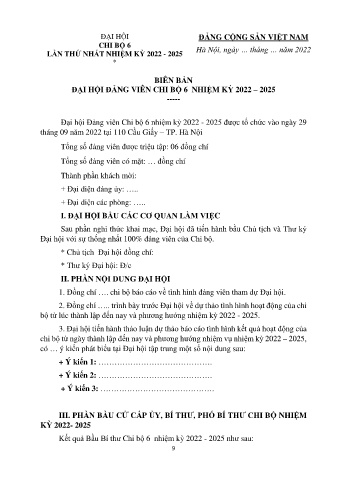 ĐẠI HỘI
CHI BỘ 6
LẦN THỨ NHẤT NHIỆM KỲ 2022 - 2025
*
ĐẢNG CỘNG SẢN VIỆT NAM
Hà Nội, ngày … tháng … năm 2022
BIÊN BẢN
ĐẠI HỘI ĐẢNG VIÊN CHI BỘ 6 NHIỆM KỲ 2022 – 2025
-----
Đại hội Đảng viên Chi bộ 6 nhiệm kỳ 2022 - 2025 được tổ chức vào ngày 29
tháng 09 năm 2022 tại 110 Cầu Giấy – TP. Hà Nội
Tổng số đảng viên được triệu tập: 06 đồng chí
Tổng số đảng viên có mặt: … đồng chí
Thành phần khách mời:
+ Đại diện đảng ủy: …..
+ Đại diện các phòng: …..
I. ĐẠI HỘI BẦU CÁC CƠ QUAN LÀM VIỆC
Sau phần nghi thức khai mạc, Đại hội đã tiến hành bầu Chủ tịch và Thư ký
Đại hội với sự thống nhất 100% đảng viên của Chi bộ.
* Chủ tịch Đại hội đồng chí:
* Thư ký Đại hội: Đ/c
II. PHẦN NỘI DUNG ĐẠI HỘI
1. Đồng chí …. chi bộ báo cáo về tình hình đảng viên tham dự Đại hội.
2. Đồng chí ….. trình bày trước Đại hội về dự thảo tình hình hoạt động của chi
bộ từ lúc thành lập đến nay và phương hướng nhiệm kỳ 2022 - 2025.
3. Đại hội tiến hành thảo luận dự thảo báo cáo tình hình kết quả hoạt động của
chi bộ từ ngày thành lập đến nay và phương hướng nhiệm vụ nhiệm kỳ 2022 – 2025,
có … ý kiến phát biểu tại Đại hội tập trung một số nội dung sau:
+ Ý kiến 1: …………………………………
+ Ý kiến 2: …………………………………
+ Ý kiến 3: …………………………………
III. PHẦN BẦU CỬ CẤP ỦY, BÍ THƯ, PHÓ BÍ THƯ CHI BỘ NHIỆM
KỲ 2022- 2025
Kết quả Bầu Bí thư Chi bộ 6 nhiệm kỳ 2022 - 2025 như sau:
9